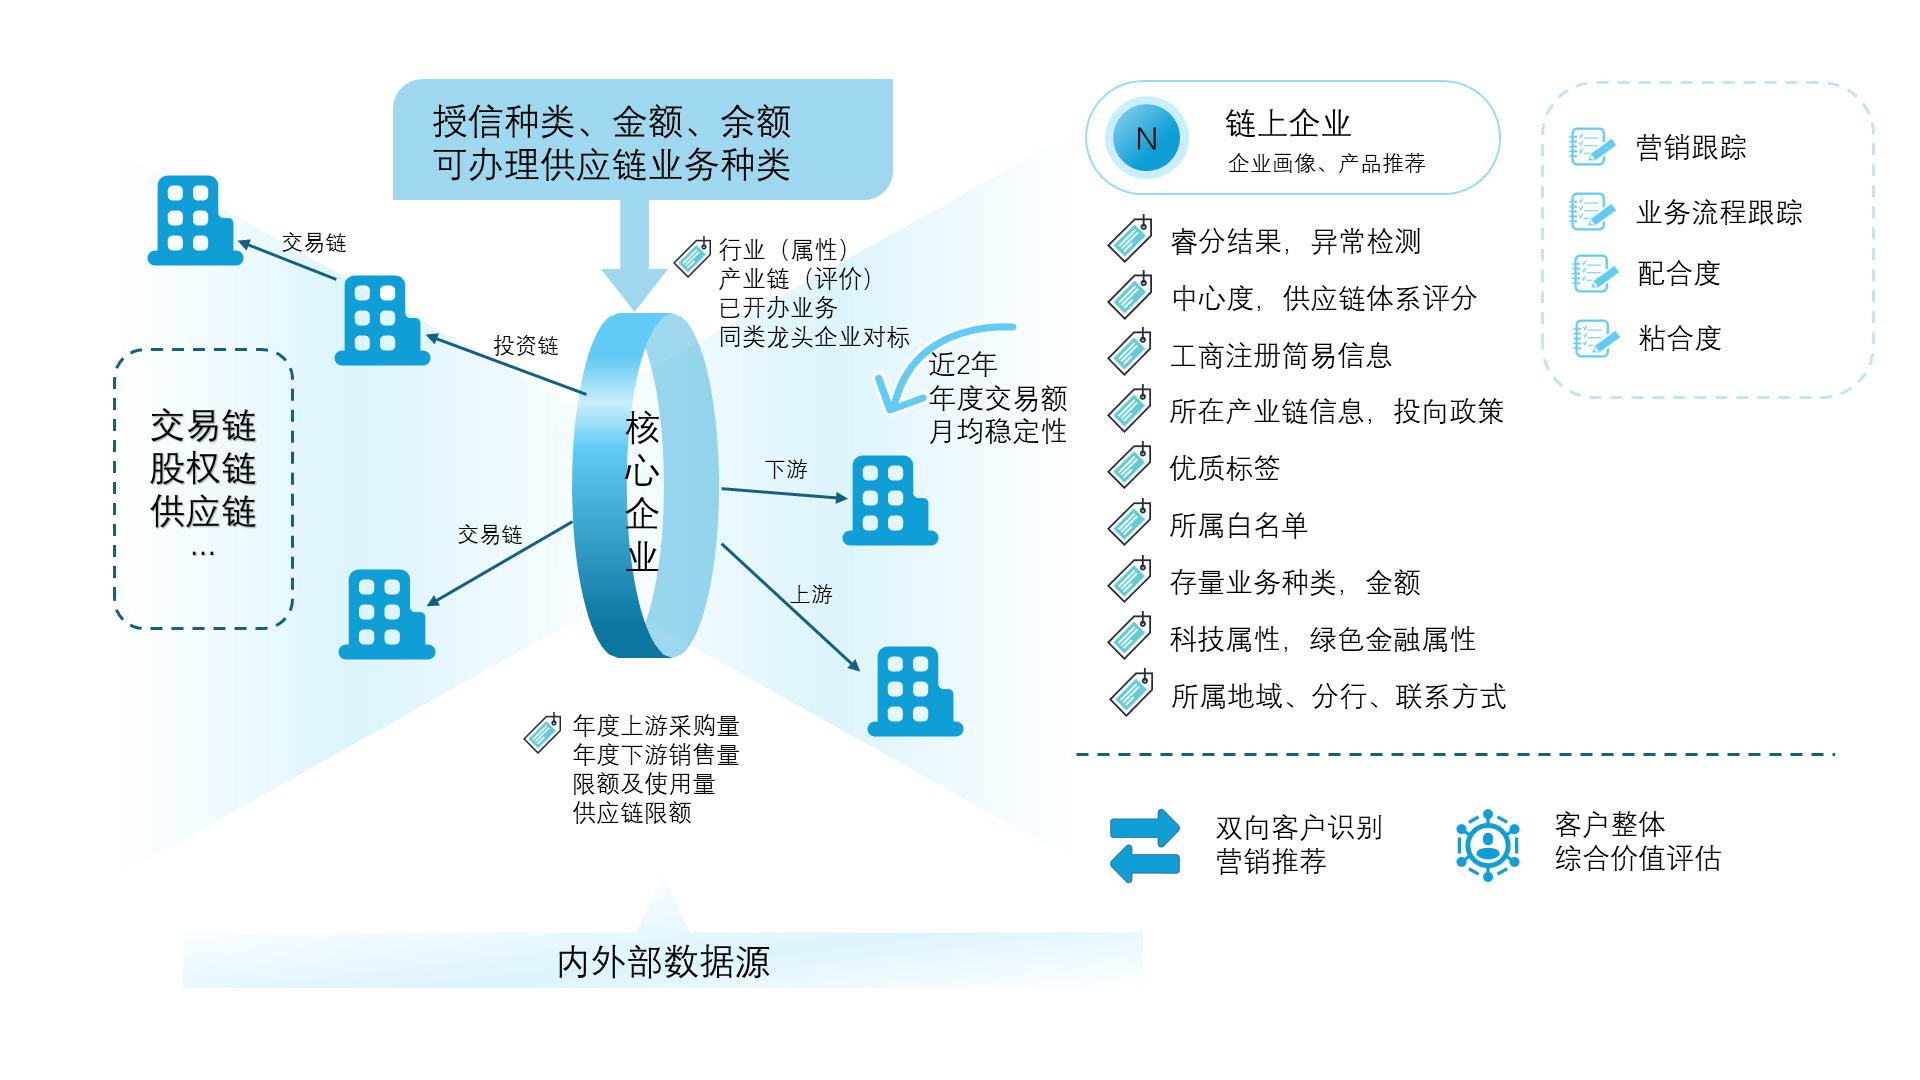 授信种类、金额、余额
可办理供应链业务种类
交易链
投资链
行业（属性）
产业链（评价）
已开办业务
同类龙头企业对标
近2年
年度交易额
月均稳定性
交易链
股权链
供应链
...
核
心
企
业
下游
交易链
上游
年度上游采购量
年度下游销售量
限额及使用量
供应链限额
内外部数据源
N
链上企业
企业画像、产品推荐
睿分结果，异常检测
中心度，供应链体系评分
工商注册简易信息
所在产业链信息，投向政策
优质标签
所属白名单
存量业务种类，金额
科技属性，绿色金融属性
所属地域、分行、联系方式
营销跟踪
业务流程跟踪
配合度
粘合度
双向客户识别
营销推荐
客户整体
综合价值评估